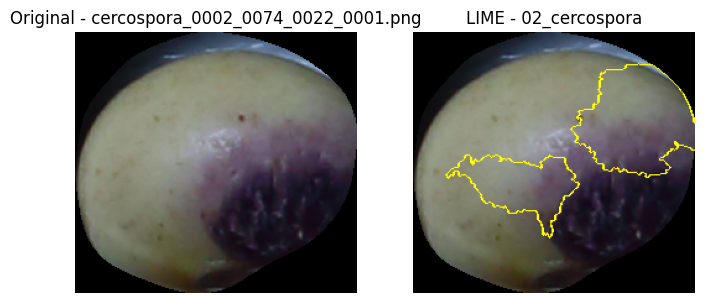 Original - cercospora_0002_0074_0022_0001.png
LIME - 02_cercospora